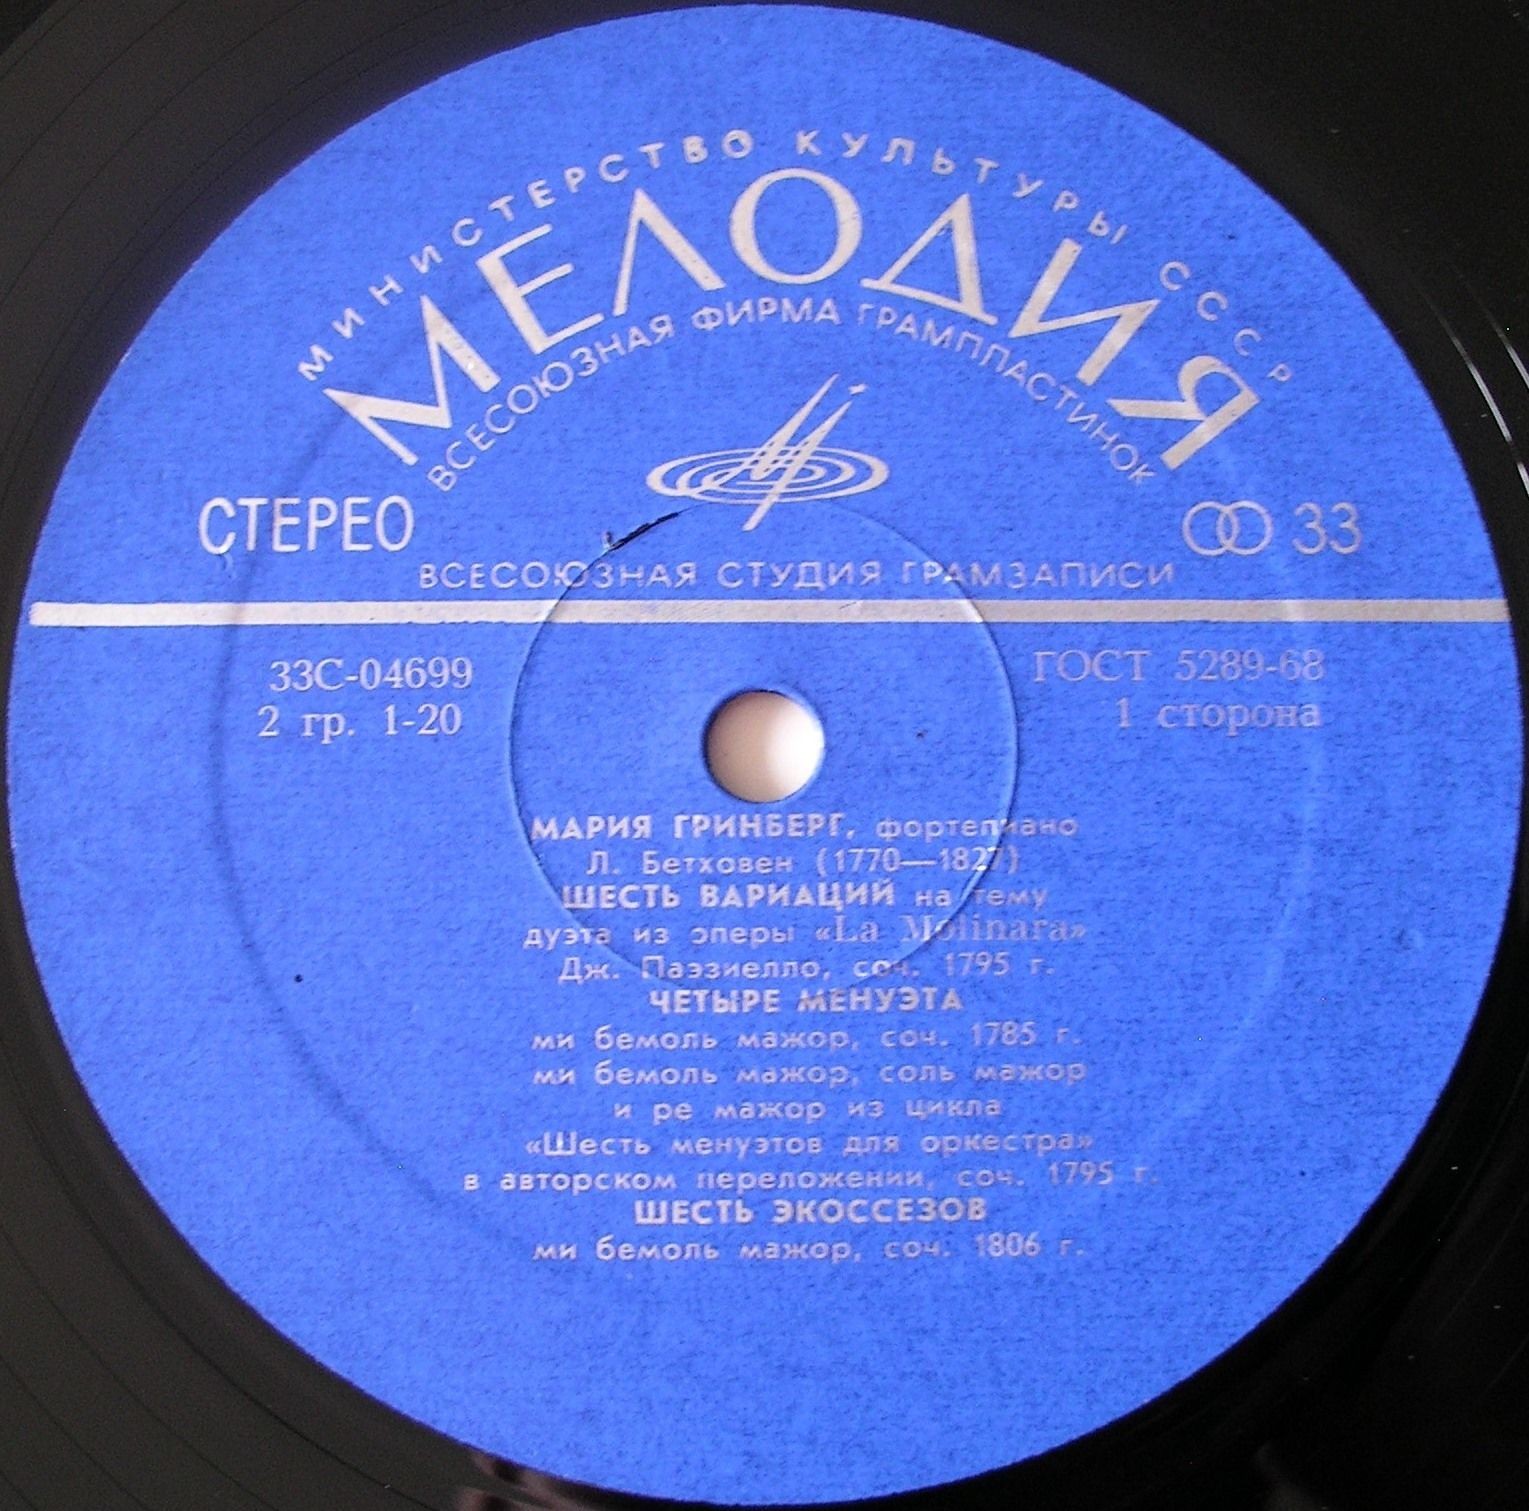 МИНИСТЕРСТВО КУЛЬТУРЫ СССР
МЕЛОДИЯ
ВСЕСОЮЗНАЯ ФИРМА ГРАМПЛАСТИНОК
СТЕРЕО
33
ВСЕСОЮЗНАЯ СТУДИЯ ГРАМЗАПИСИ
33С-04699
ГОСТ 5289-68
2 гр. 1-20
1 сторона
МАРИЯ ГРИНБЕРГ, фортепиано
Л. Бетховен (1770—1827)
ШЕСТЬ ВАРИАЦИЙ на тему
дуэта из оперы «La Molinara»
Дж. Паэзиелло, соч. 1795 г.
ЧЕТЫРЕ МЕНУЭТА
ми бемоль мажор, соч. 1785 г.
ми бемоль мажор, соль мажор
и ре мажор из цикла
«Шесть менуэтов для оркестра»
в авторском переложении, соч. 1795 г.
ШЕСТЬ ЭКОССЕЗОВ
ми бемоль мажор, соч. 1806 г.